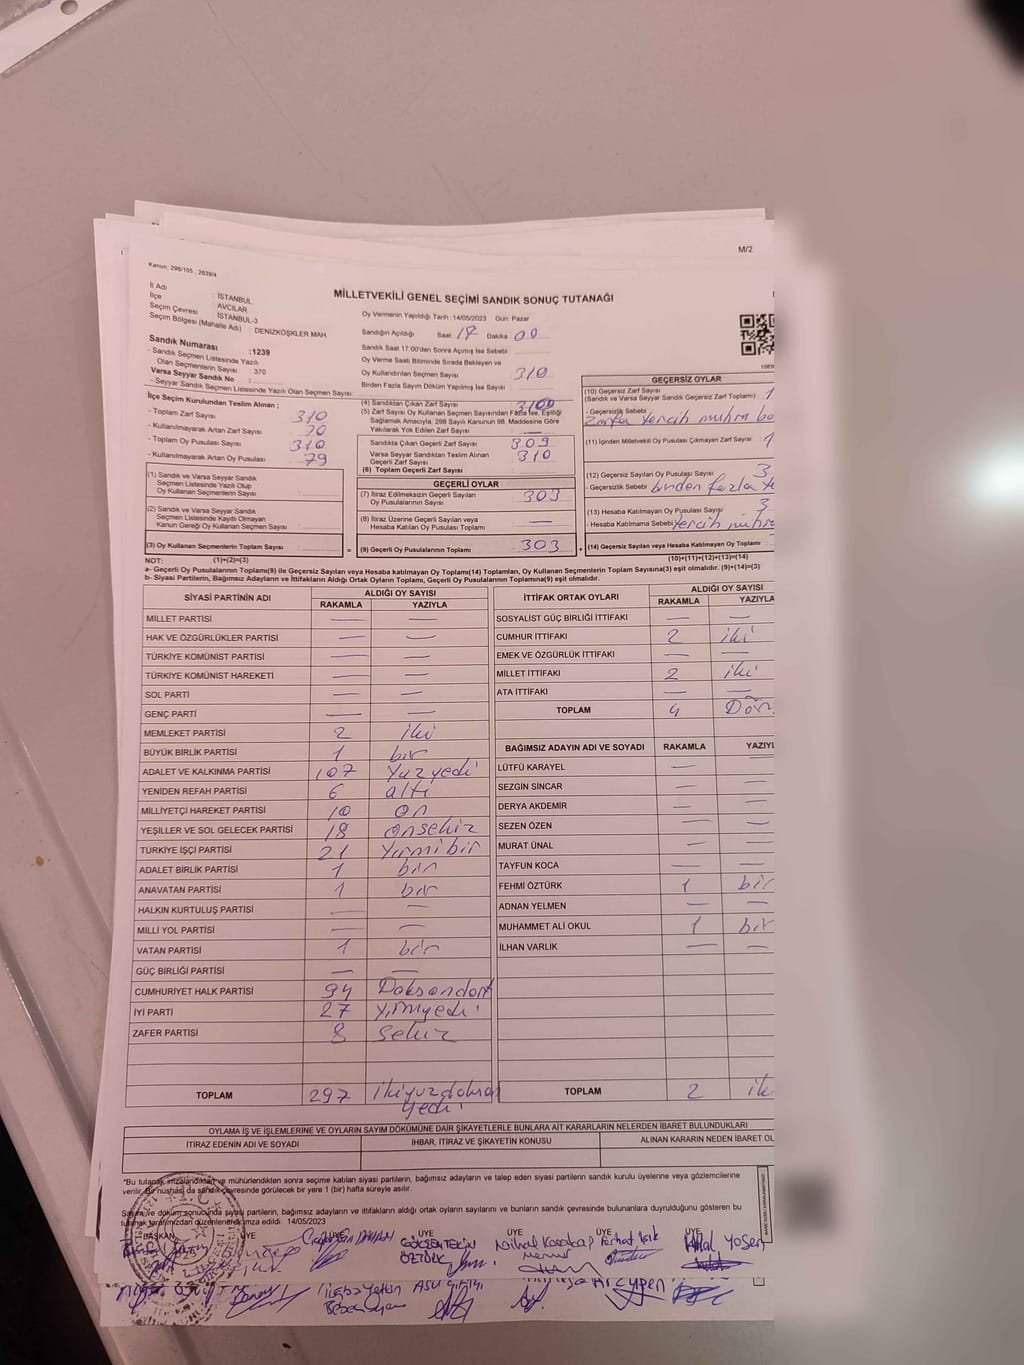 M/2
Kanun: 298/105 ; 2839/4
MİLLETVEKİLİ GENEL SEÇİMİ SANDIK SONUÇ TUTANAĞI
İl Adı : İSTANBUL
İlçe : AVCILAR
Seçim Çevresi : İSTANBUL-3
Seçim Bölgesi (Mahalle Adı) : DENİZKÖŞKLER MAH.
Sandık Numarası :1239
- Sandık Seçmen Listesinde Yazılı
Olan Seçmenlerin Sayısı : 370
Varsa Seyyar Sandık No :
- Seyyar Sandık Seçmen Listesinde Yazılı Olan Seçmen Sayısı:
Oy Vermenin Yapıldığı Tarih :14/05/2023 Gün: Pazar
Sandığın Açıldığı Saat: 17 Dakika 00
Sandık Saat 17:00'den Sonra Açılmış İse Sebebi :
Oy Verme Saati Bitiminde Sırada Bekleyen ve
Oy Kullandırılan Seçmen Sayısı : 310
Birden Fazla Sayım Döküm Yapılmış İse Sayısı :
İlçe Seçim Kurulundan Teslim Alınan ;
- Toplam Zarf Sayısı : 310
- Kullanılmayarak Artan Zarf Sayısı :
- Toplam Oy Pusulası Sayısı : 310
- Kullanılmayarak Artan Oy Pusulası : 79
(1) Sandık ve Varsa Seyyar Sandık
Seçmen Listesinde Yazılı Olup
Oy Kullanan Seçmenlerin Sayısı :
(2) Sandık ve Varsa Seyyar Sandık
Seçmen Listesinde Kayıtlı Olmayan
Kanun Gereği Oy Kullanan Seçmen Sayısı :
(3) Oy Kullanan Seçmenlerin Toplam Sayısı :
(1)+(2)=(3)
(4) Sandıktan Çıkan Zarf Sayısı
(5) Zarf Sayısı Oy Kullanan Seçmen Sayısından Fazla İse, Eşitliği
Sağlamak Amacıyla, 298 Sayılı Kanunun 98. Maddesine Göre
Yakılarak Yok Edilen Zarf Sayısı : —
Sandıkta Çıkan Geçerli Zarf Sayısı : 309
Varsa Seyyar Sandıktan Teslim Alınan
Geçerli Zarf Sayısı : 310
(6) Toplam Geçerli Zarf Sayısı
GEÇERLİ OYLAR
(7) İtiraz Edilmeksizin Geçerli Sayılan
Oy Pusulalarının Sayısı : 303
(8) İtiraz Üzerine Geçerli Sayılan veya
Hesaba Katılan Oy Pusulası Toplamı : —
(9) Geçerli Oy Pusulalarının Toplamı : 303
GEÇERSİZ OYLAR
(10) Geçersiz Zarf Sayısı
(Sandık ve Varsa Seyyar Sandık Geçersiz Zarf Toplamı) : 1
- Geçersizlik Sebebi
Zarfa tercih mührü
(11) İçinden Milletvekili Oy Pusulası Çıkmayan Zarf Sayısı : 1
(12) Geçersiz Sayılan Oy Pusulası Sayısı : 3
- Geçersizlik Sebebi : birden fazla
(13) Hesaba Katılmayan Oy Pusulası Sayısı : 3
- Hesaba Katılmama Sebebi Tercih
(14) Geçersiz Sayılan veya Hesaba Katılmayan Oy Toplamı :
(10)+(11)+(12)+(13)=(14)
NOT:
a- Geçerli Oy Pusulalarının Toplamı(9) ile Geçersiz Sayılan veya Hesaba Katılmayan Oy Toplamı(14) Toplamları, Oy Kullanan Seçmenlerin Toplam Sayısına(3) eşit olmalıdır. (9)+(14)=(3)
b- Siyasi Partilerin, Bağımsız Adayların ve İttifakların Aldığı Ortak Oyların Toplamı, Geçerli Oy Pusulalarının Toplamına(9) eşit olmalıdır.
SİYASİ PARTİNİN ADI ALDIĞI OY SAYISI
RAKAMLA YAZIYLA
MİLLET PARTİSİ — —
HAK VE ÖZGÜRLÜKLER PARTİSİ — —
TÜRKİYE KOMÜNİST PARTİSİ — —
TÜRKİYE KOMÜNİST HAREKETİ — —
SOL PARTİ — —
GENÇ PARTİ — —
MEMLEKET PARTİSİ 2 iki
BÜYÜK BİRLİK PARTİSİ 1 bir
ADALET VE KALKINMA PARTİSİ 107 Yüzyedi
YENİDEN REFAH PARTİSİ 6 altı
MİLLİYETÇİ HAREKET PARTİSİ 10 on
YEŞİLLER VE SOL GELECEK PARTİSİ 18 onsekiz
TÜRKİYE İŞÇİ PARTİSİ 21 Yirmibir
ADALET BİRLİK PARTİSİ 1 bir
ANAVATAN PARTİSİ 1 bir
HALKIN KURTULUŞ PARTİSİ — —
MİLLİ YOL PARTİSİ — —
VATAN PARTİSİ 1 bir
GÜÇ BİRLİĞİ PARTİSİ — —
CUMHURİYET HALK PARTİSİ 94 Doksandört
İYİ PARTİ 27 Yirmiyedi
ZAFER PARTİSİ 8 Sekiz
TOPLAM 297 ikiyüzdoksan
yedi
İTTİFAK ORTAK OYLARI ALDIĞI OY SAYISI
RAKAMLA YAZIYLA
SOSYALİST GÜÇ BİRLİĞİ İTTİFAKI — —
CUMHUR İTTİFAKI 2 iki
EMEK VE ÖZGÜRLÜK İTTİFAKI — —
MİLLET İTTİFAKI 2 iki
ATA İTTİFAKI — —
TOPLAM 4
BAĞIMSIZ ADAYIN ADI VE SOYADI RAKAMLA YAZIYL
LÜTFÜ KARAYEL — —
SEZGİN SİNCAR — —
DERYA AKDEMİR — —
SEZEN ÖZEN — —
MURAT ÜNAL — —
TAYFUN KOCA — —
FEHMİ ÖZTÜRK 1 bir
ADNAN YELMEN — —
MUHAMMET ALİ OKUL 1 bir
İLHAN VARLIK — —
TOPLAM 2 ik
OYLAMA İŞ VE İŞLEMLERİNE VE OYLARIN SAYIM DÖKÜMÜNE DAİR ŞİKAYETLERLE BUNLARA AİT KARARLARIN NELERDEN İBARET BULUNDUKLARI
İTİRAZ EDENİN ADI VE SOYADI İHBAR, İTİRAZ VE ŞİKAYETİN KONUSU ALINAN KARARIN NEDEN İBARET OL
*Bu tutanak imzalandıktan ve mühürlendikten sonra seçime katılan siyasi partilerin, bağımsız adayların ve talep eden siyasi partilerin sandık kurulu üyelerine veya gözlemcilerine
verilir. Bir nüshası da sandık çevresinde görülecek bir yere 1 (bir) hafta süreyle asılır.
Sayım ve döküm sonucunda siyasi partilerin, bağımsız adayların ve ittifakların aldığı ortak oyların sayılarını ve bunların sandık çevresinde bulunanlara duyrulduğunu gösteren bu
tutanak tarafımızdan düzenlenerek imza edildi. 14/05/2023
BAŞKAN ÜYE ÜYE ÜYE ÜYE ÜYE ÜYE
GÖKSEN TEKİN Nihal Ferhat Işık